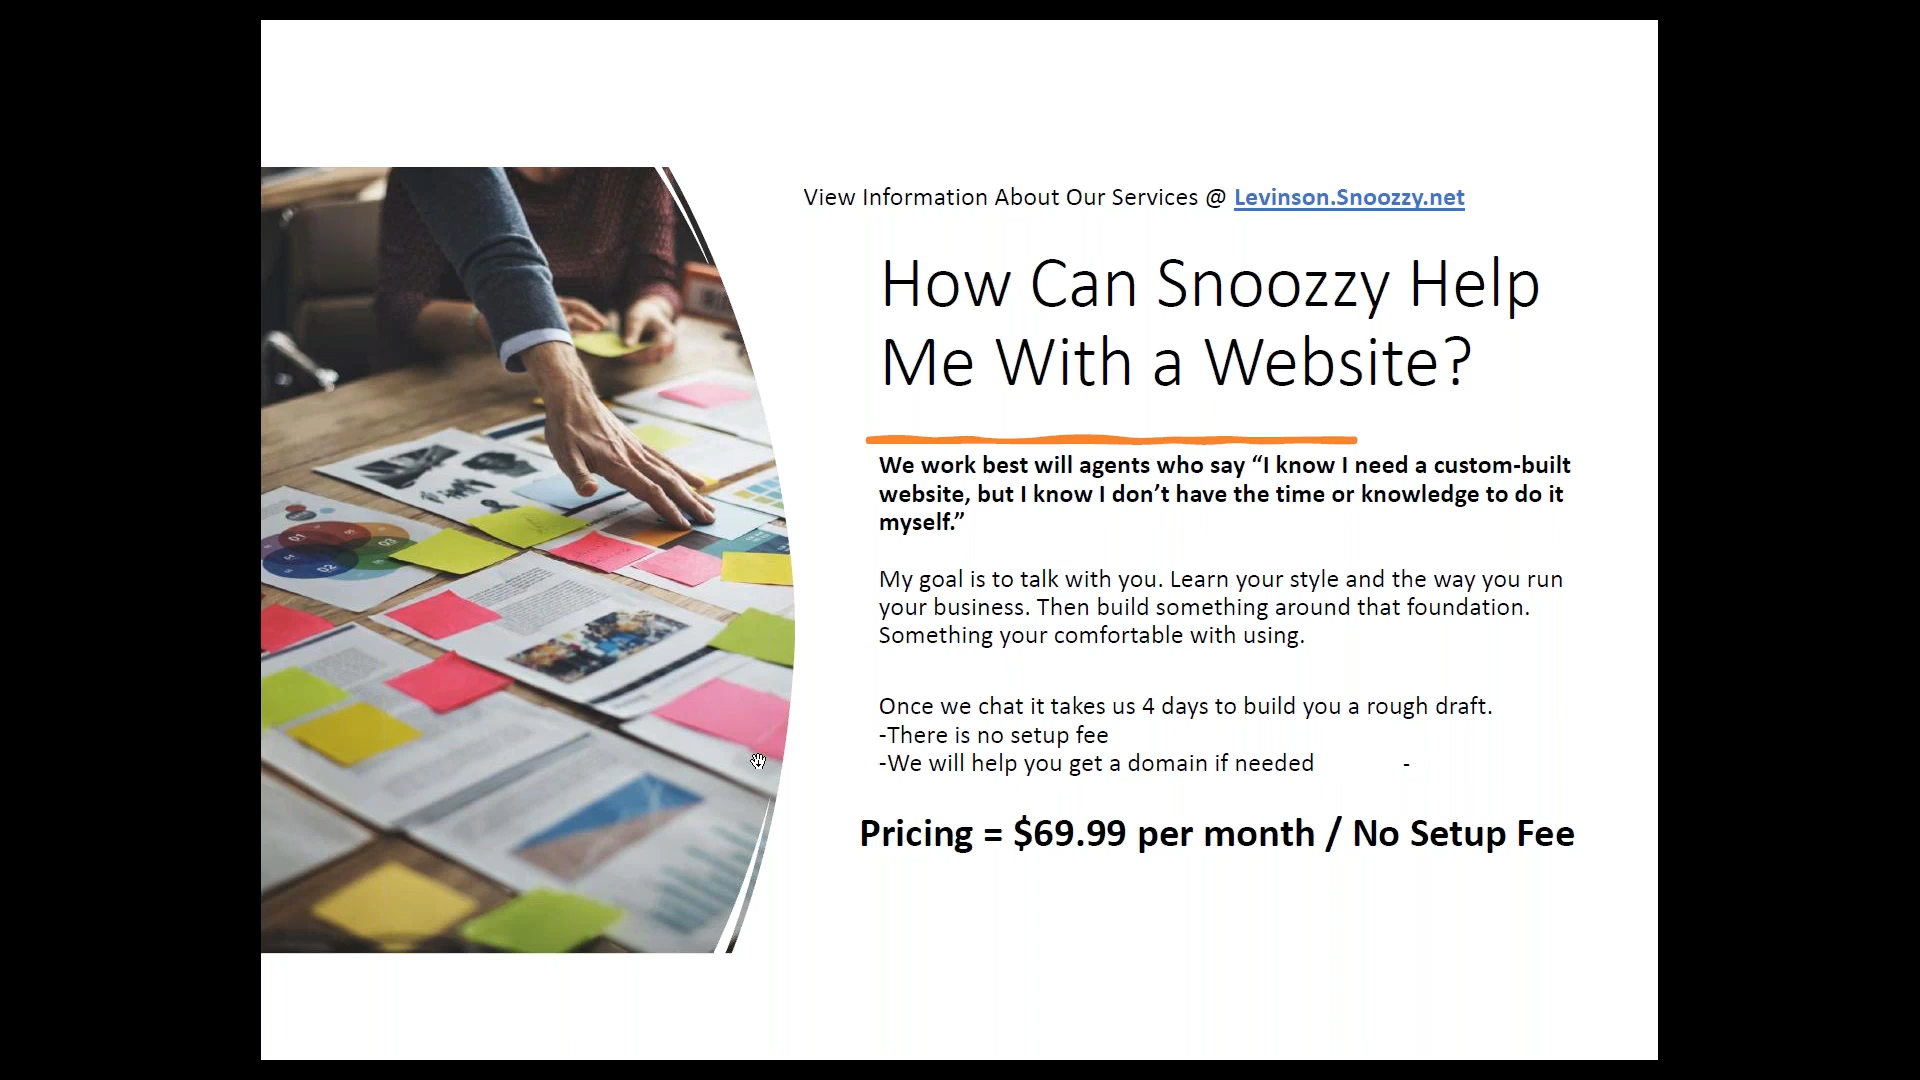 View Information About Our Services @ Levinson.Snoozzy.net
How Can Snoozzy Help
Me With a Website?
We work best will agents who say “I know I need a custom-built
website, but I know I don’t have the time or knowledge to do it
myself.”
My goal is to talk with you. Learn your style and the way you run
your business. Then build something around that foundation.
Something your comfortable with using.
Once we chat it takes us 4 days to build you a rough draft.
-There is no setup fee
-We will help you get a domain if needed -
Pricing = $69.99 per month / No Setup Fee
01
03
02